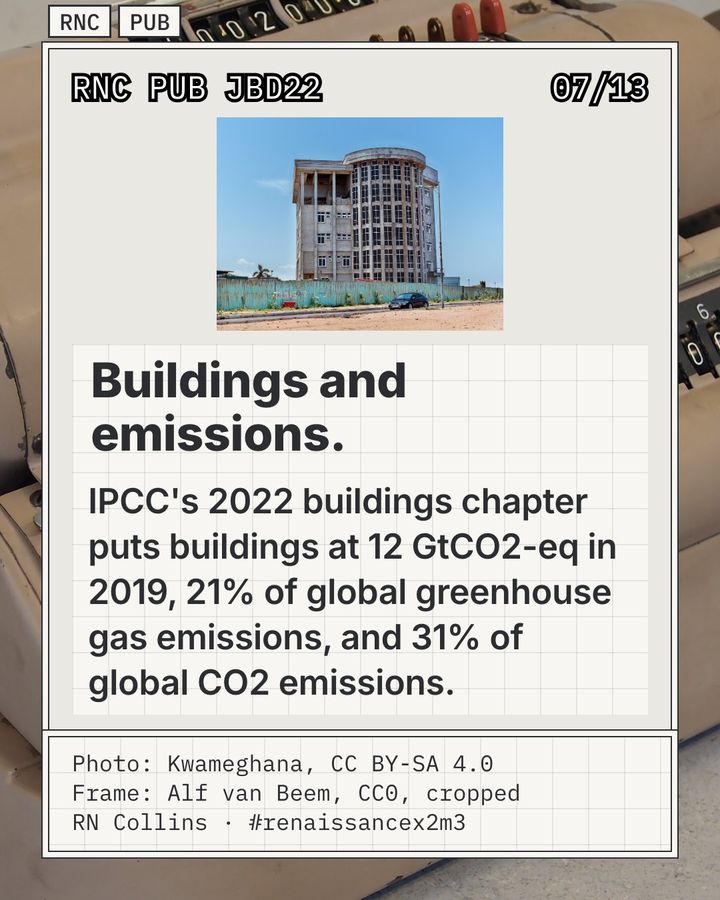 RNC PUB
RNC PUB JBD22 07/13
Buildings and
emissions.
IPCC's 2022 buildings chapter
puts buildings at 12 GtCO2-eq in
2019, 21% of global greenhouse
gas emissions, and 31% of
global CO2 emissions.
Photo: Kwameghana, CC BY-SA 4.0
Frame: Alf van Beem, CC0, cropped
RN Collins · #renaissancex2m3